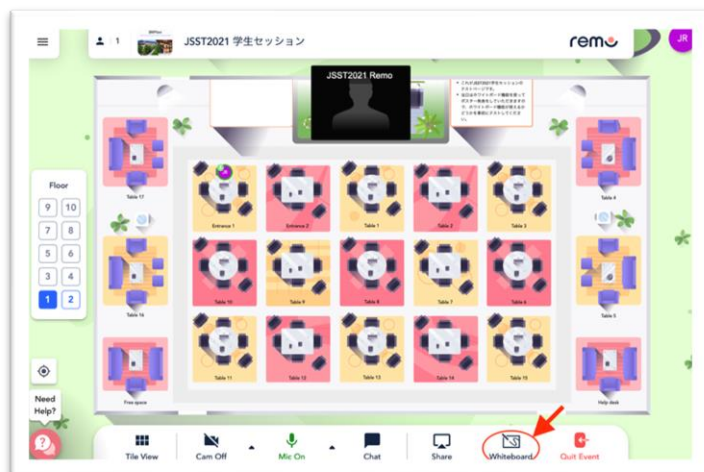 1
JSST2021 学生セッション
remo
JR
JSST2021 Remo
Floor
9 10
7 8
5 6
3 4
1 2
Table 17
Entrance 1
Entrance 2
Table 1
Table 2
Table 3
Table 4
Table 16
Table 10
Table 9
Table 8
Table 7
Table 6
Table 5
Free space
Table 11
Table 12
Table 13
Table 14
Table 15
Help desk
Need
Help?
Tile View
Cam Off
Mic On
Chat
Share
Whiteboard
Quit Event